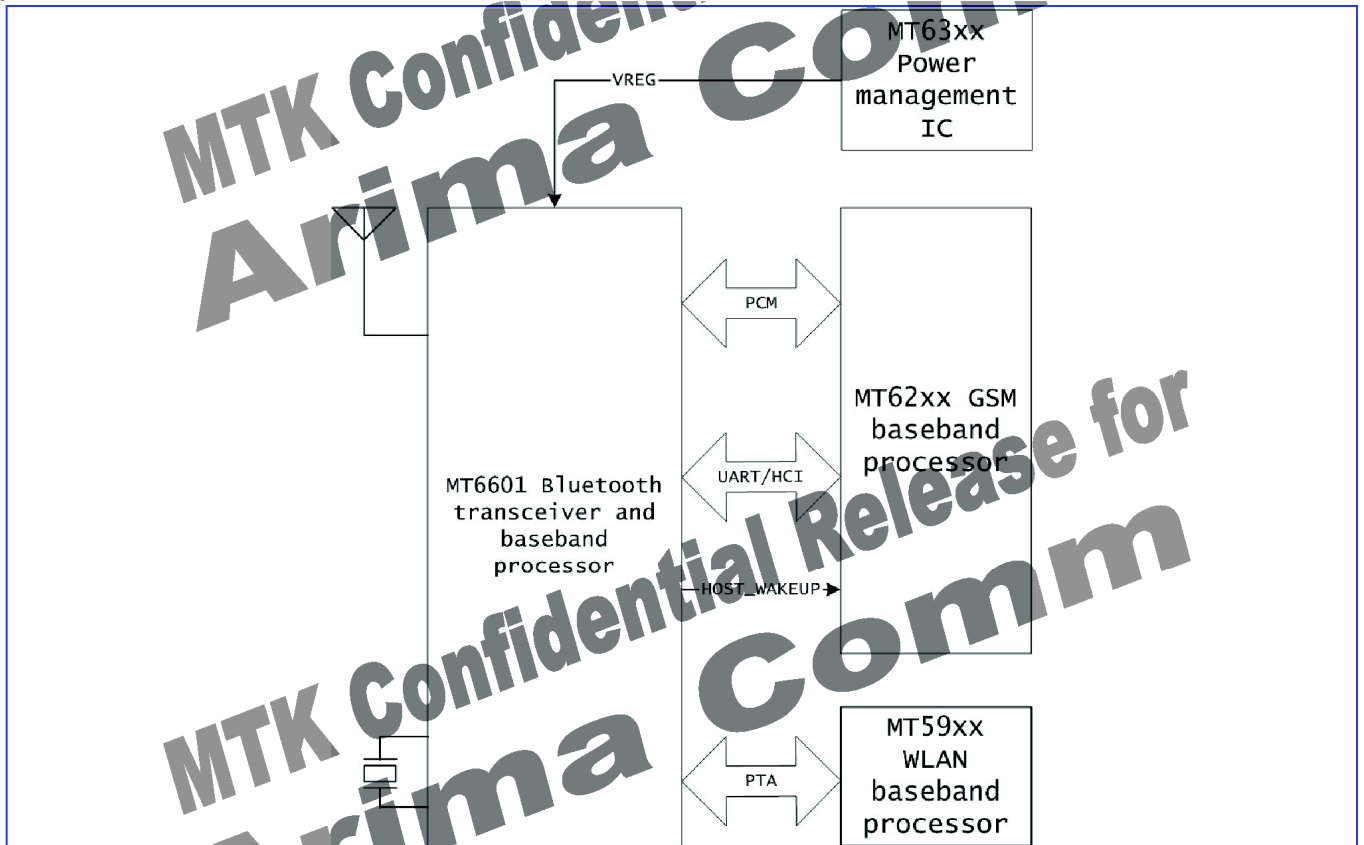 MTK Confidential
Arima Comm
MT63xx
Power
management
IC
VREG
PCM
MT62xx GSM
baseband
processor
UART/HCI
MT6601 Bluetooth
transceiver and
baseband
processor
HOST_WAKEUP
MTK Confidential Release for
Arima Comm
MT59xx
WLAN
baseband
processor
PTA
Arima